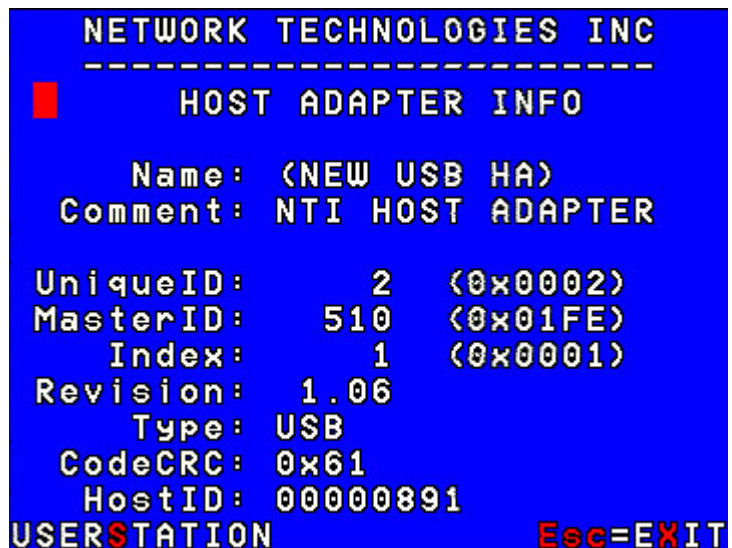 NETWORK TECHNOLOGIES INC
------------------------
HOST ADAPTER INFO
Name: (NEW USB HA)
Comment: NTI HOST ADAPTER
UniqueID: 2 (0x0002)
MasterID: 510 (0x01FE)
Index: 1 (0x0001)
Revision: 1.06
Type: USB
CodeCRC: 0x61
HostID: 00000891
USERSTATION Esc=EXIT